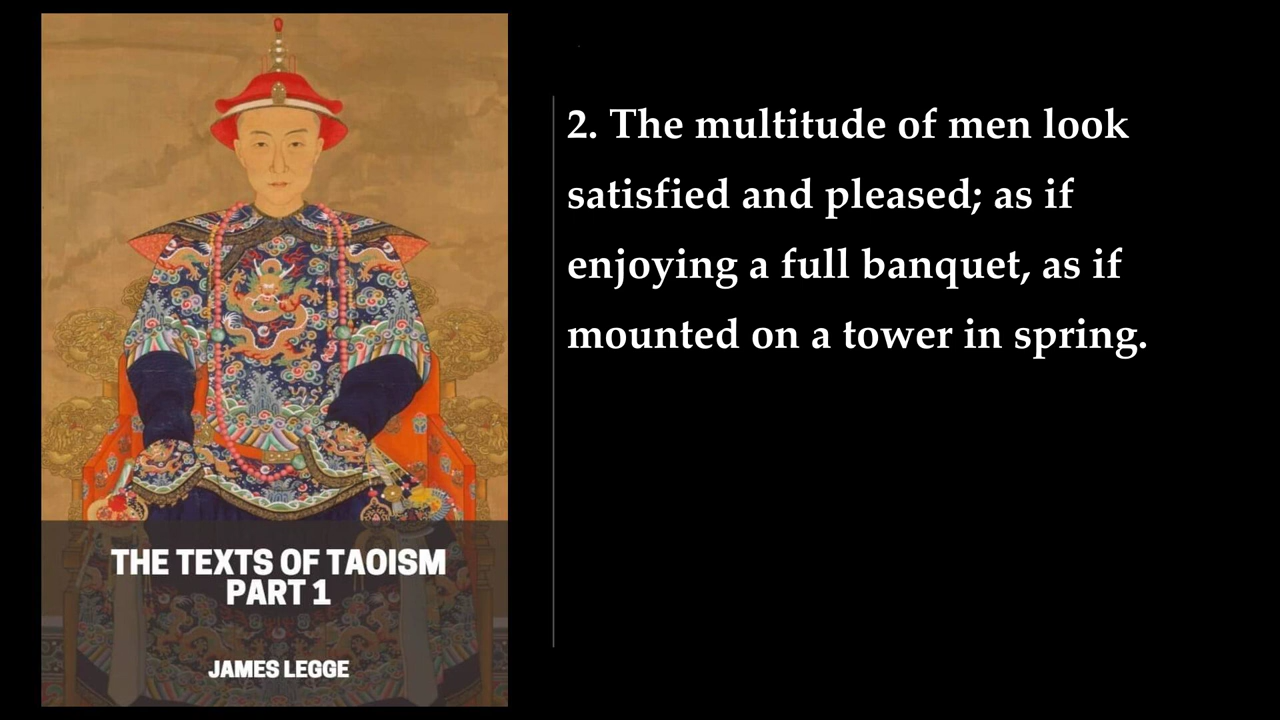 2. The multitude of men look
satisfied and pleased; as if
enjoying a full banquet, as if
mounted on a tower in spring.
THE TEXTS OF TAOISM
PART 1
JAMES LEGGE